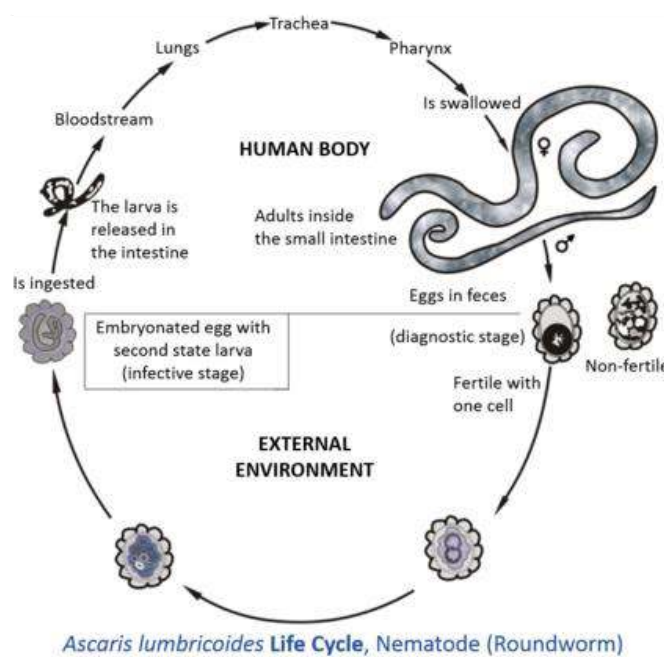 Trachea
Lungs
Pharynx
Bloodstream
Is swallowed
HUMAN BODY
The larva is
released in
the intestine
Adults inside
the small intestine
Is ingested
Eggs in feces
Embryonated egg with
second state larva
(infective stage)
(diagnostic stage)
Non-fertile
Fertile with
one cell
EXTERNAL
ENVIRONMENT
Ascaris lumbricoides Life Cycle, Nematode (Roundworm)